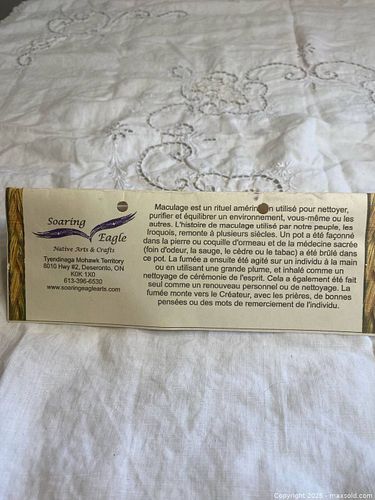 Soaring
Eagle
Native Arts & Crafts
Tyendinaga Mohawk Territory
8010 Hwy #2, Deseronto, ON
K0K 1X0
613-396-6530
www.soaringeaglearts.com
Maculage est un rituel amérin en utilisé pour nettoyer,
purifier et équilibrer un environnement, vous-même ou les
autres. L'histoire de maculage utilisé par notre peuple, les
Iroquois, remonte à plusieurs siècles. Un pot a été façonné
dans la pierre ou coquille d'ormeau et de la médecine sacrée
(foin d'odeur, la sauge, le cèdre ou le tabac) a été brûlé dans
ce pot. La fumée a ensuite été agité sur un individu à la main
ou en utilisant une grande plume, et inhalé comme un
nettoyage de cérémonie de l'esprit. Cela a également été fait
seul comme un renouveau personnel ou de nettoyage. La
fumée monte vers le Créateur, avec les prières, de bonnes
pensées ou des mots de remerciement de l'individu.
Copyright 2025 - maxsold.com